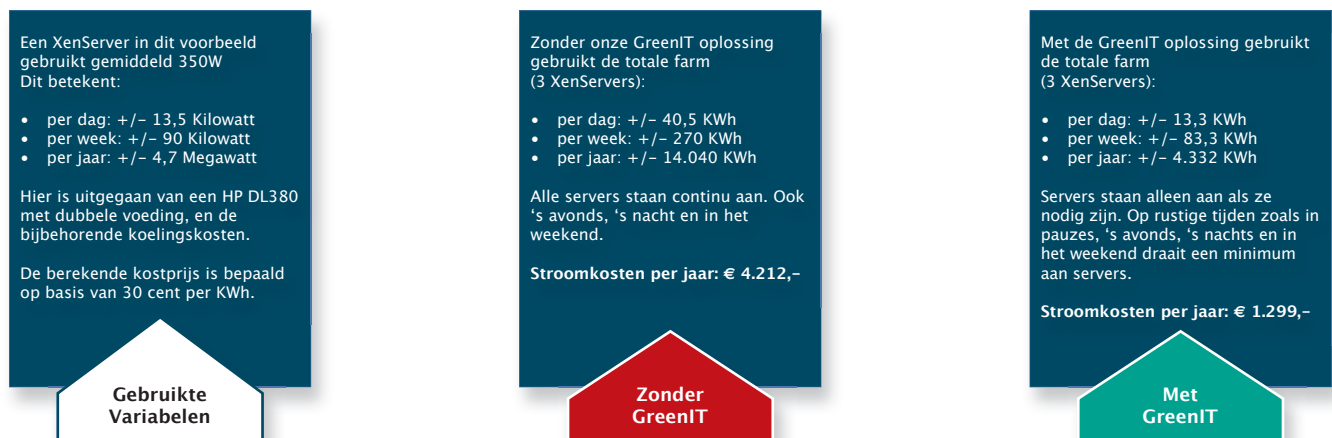 Een XenServer in dit voorbeeld
gebruikt gemiddeld 350W
Dit betekent:
• per dag: +/- 13,5 Kilowatt
• per week: +/- 90 Kilowatt
• per jaar: +/- 4,7 Megawatt
Hier is uitgegaan van een HP DL380
met dubbele voeding, en de
bijbehorende koelingskosten.
De berekende kostprijs is bepaald
op basis van 30 cent per KWh.
Gebruikte
Variabelen
Zonder onze GreenIT oplossing
gebruikt de totale farm
(3 XenServers):
• per dag: +/- 40,5 KWh
• per week: +/- 270 KWh
• per jaar: +/- 14.040 KWh
Alle servers staan continu aan. Ook
‘s avonds, ‘s nacht en in het
weekend.
Stroomkosten per jaar: € 4.212,-
Zonder
GreenIT
Met de GreenIT oplossing gebruikt
de totale farm
(3 XenServers):
• per dag: +/- 13,3 KWh
• per week: +/- 83,3 KWh
• per jaar: +/- 4.332 KWh
Servers staan alleen aan als ze
nodig zijn. Op rustige tijden zoals in
pauzes, ‘s avonds, ‘s nachts en in
het weekend draait een minimum
aan servers.
Stroomkosten per jaar: € 1.299,-
Met
GreenIT